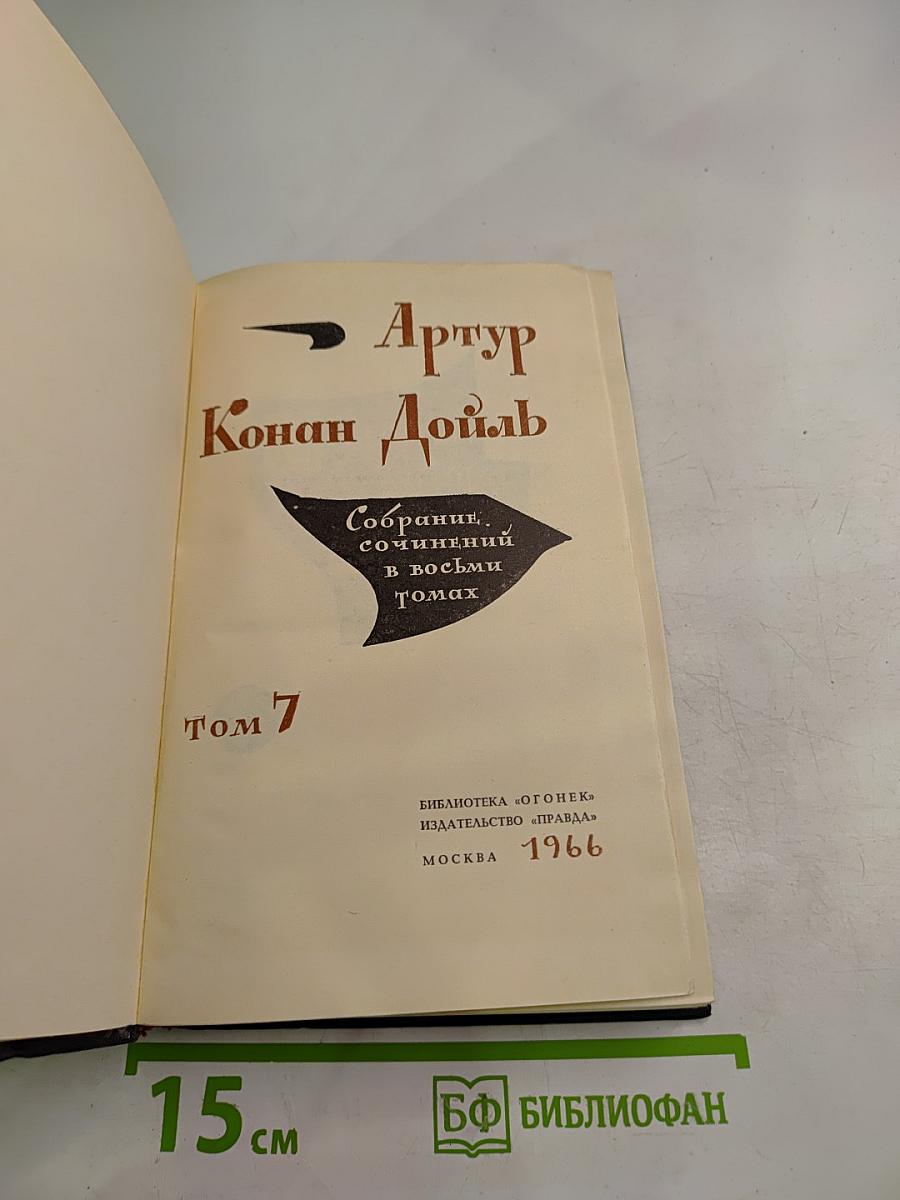 Артур
Конан Дойль
Собрание
сочинений
в восьми
томах
том 7
БИБЛИОТЕКА «ОГОНЕК»
ИЗДАТЕЛЬСТВО «ПРАВДА»
МОСКВА 1966
15 см
БФ БИБЛИОФАН